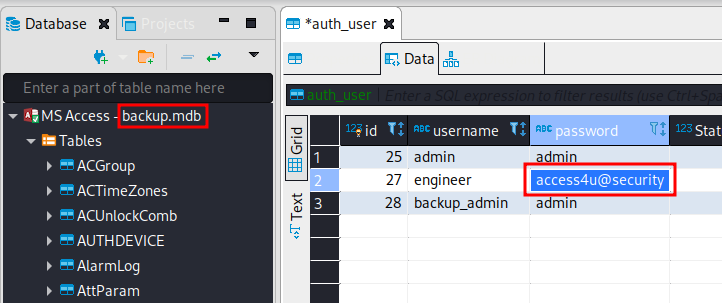 Database
Projects
Enter a part of table name here
MS Access - backup.mdb
Tables
ACGroup
ACTimeZones
ACUnlockComb
AUTHDEVICE
AlarmLog
AttParam
*auth_user
Data
auth_user
Enter a SQL expression to filter results (use Ctrl+Spa
Grid
Text
123 id ABC username ABC password 123 Stat
1 25 admin admin
2 27 engineer access4u@security
3 28 backup_admin admin